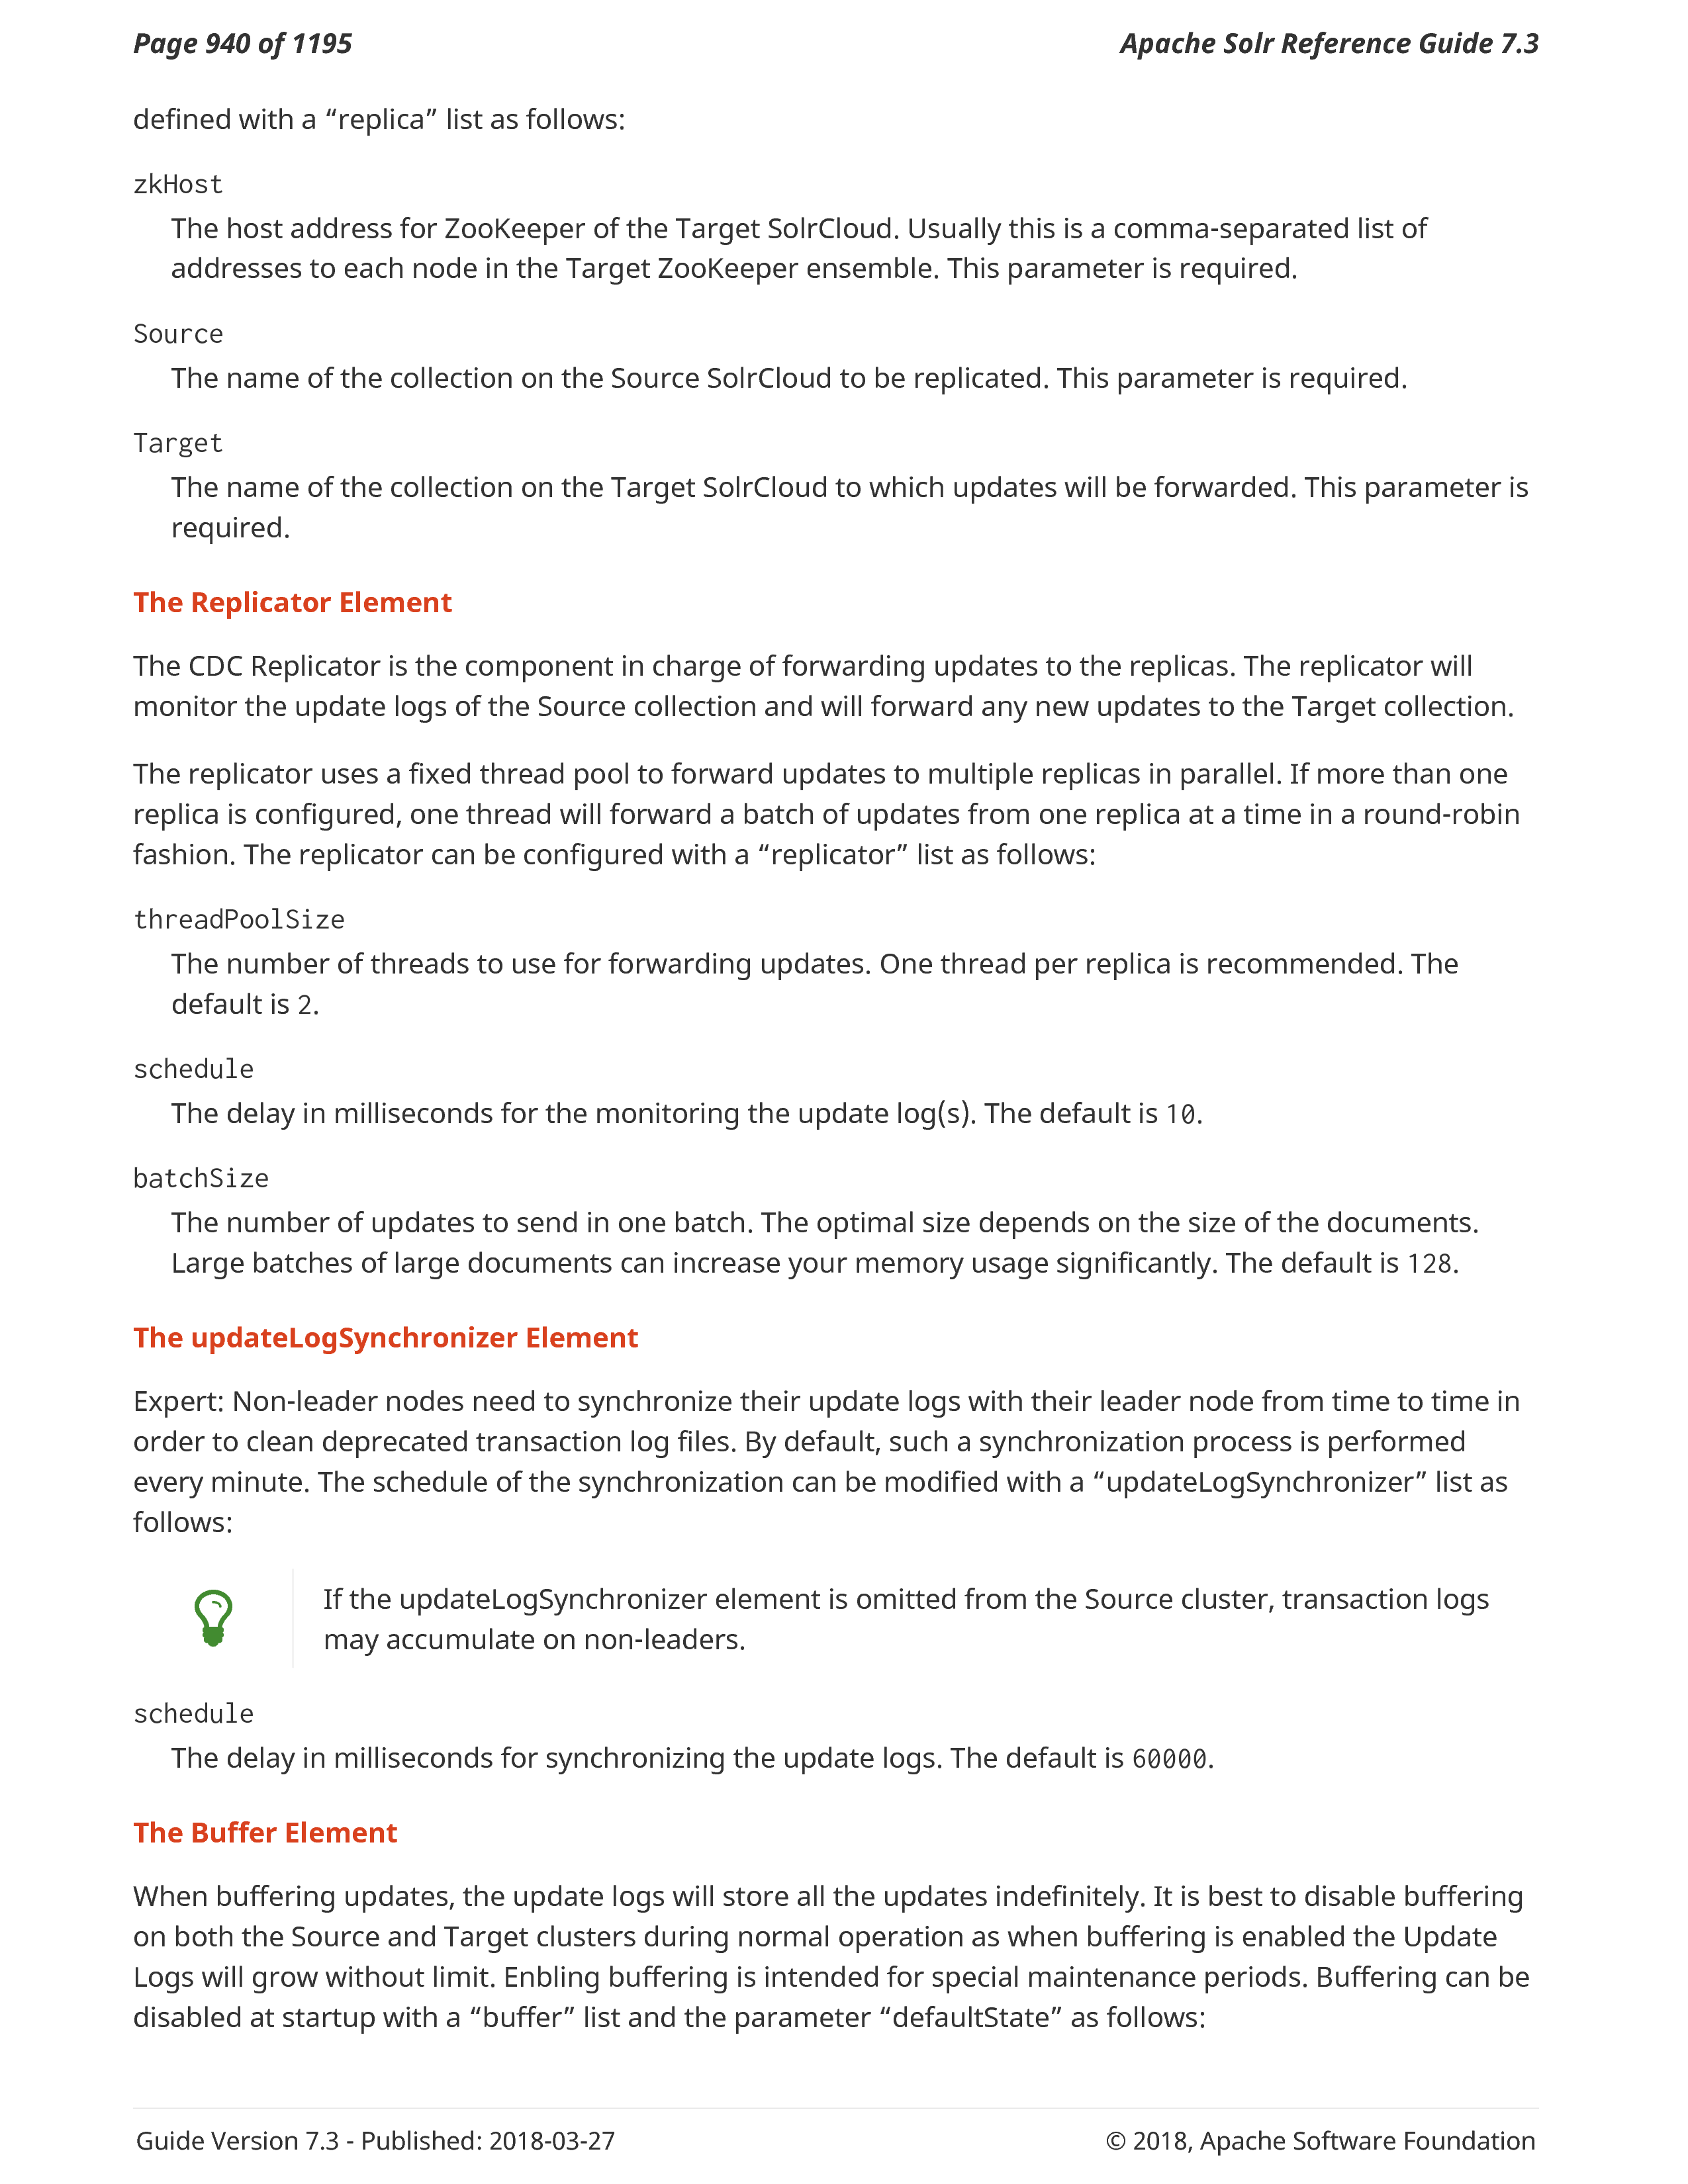 Page 940 of 1195
Apache Solr Reference Guide 7.3
defined with a “replica” list as follows:
zkHost
The host address for ZooKeeper of the Target SolrCloud. Usually this is a comma-separated list of
addresses to each node in the Target ZooKeeper ensemble. This parameter is required.
Source
The name of the collection on the Source SolrCloud to be replicated. This parameter is required.
Target
The name of the collection on the Target SolrCloud to which updates will be forwarded. This parameter is
required.
The Replicator Element
The CDC Replicator is the component in charge of forwarding updates to the replicas. The replicator will
monitor the update logs of the Source collection and will forward any new updates to the Target collection.
The replicator uses a fixed thread pool to forward updates to multiple replicas in parallel. If more than one
replica is configured, one thread will forward a batch of updates from one replica at a time in a round-robin
fashion. The replicator can be configured with a “replicator” list as follows:
threadPoolSize
The number of threads to use for forwarding updates. One thread per replica is recommended. The
default is 2.
schedule
The delay in milliseconds for the monitoring the update log(s). The default is 10.
batchSize
The number of updates to send in one batch. The optimal size depends on the size of the documents.
Large batches of large documents can increase your memory usage significantly. The default is 128.
The updateLogSynchronizer Element
Expert: Non-leader nodes need to synchronize their update logs with their leader node from time to time in
order to clean deprecated transaction log files. By default, such a synchronization process is performed
every minute. The schedule of the synchronization can be modified with a “updateLogSynchronizer” list as
follows:
If the updateLogSynchronizer element is omitted from the Source cluster, transaction logs
may accumulate on non-leaders.
schedule
The delay in milliseconds for synchronizing the update logs. The default is 60000.
The Buffer Element
When buffering updates, the update logs will store all the updates indefinitely. It is best to disable buffering
on both the Source and Target clusters during normal operation as when buffering is enabled the Update
Logs will grow without limit. Enbling buffering is intended for special maintenance periods. Buffering can be
disabled at startup with a “buffer” list and the parameter “defaultState” as follows:
Guide Version 7.3 - Published: 2018-03-27
© 2018, Apache Software Foundation